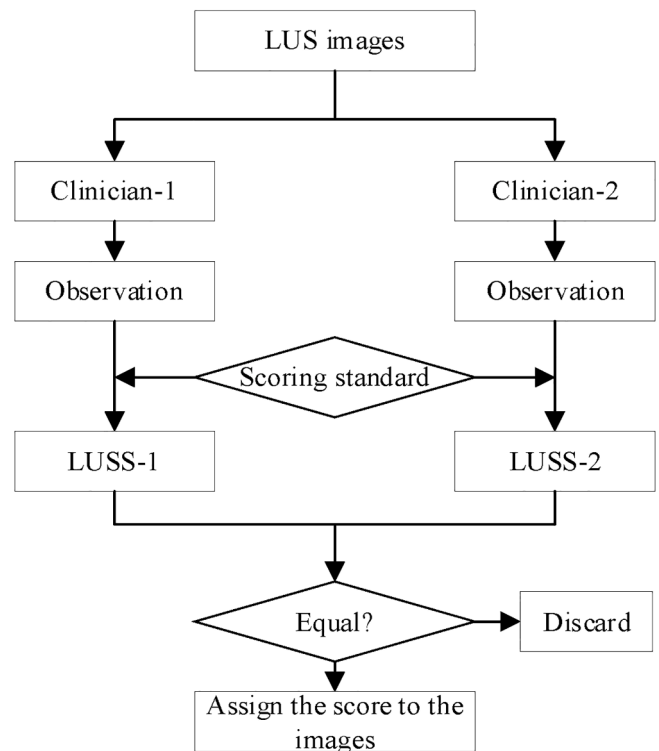 LUS images
Clinician-1
Clinician-2
Observation
Observation
Scoring standard
LUSS-1
LUSS-2
Equal?
Discard
Assign the score to the
images